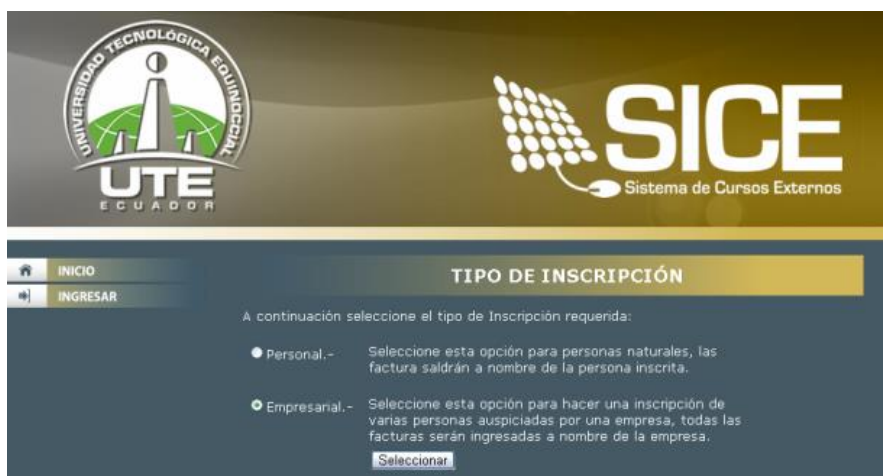 UNIVERSIDAD TECNOLÓGICA EQUINOCCIAL
UTE
ECUADOR
SICE
Sistema de Cursos Externos
INICIO
INGRESAR
TIPO DE INSCRIPCIÓN
A continuación seleccione el tipo de Inscripción requerida:
Personal.- Seleccione esta opción para personas naturales, las
factura saldrán a nombre de la persona inscrita.
Empresarial.- Seleccione esta opción para hacer una inscripción de
varias personas auspiciadas por una empresa, todas las
facturas serán ingresadas a nombre de la empresa.
Seleccionar